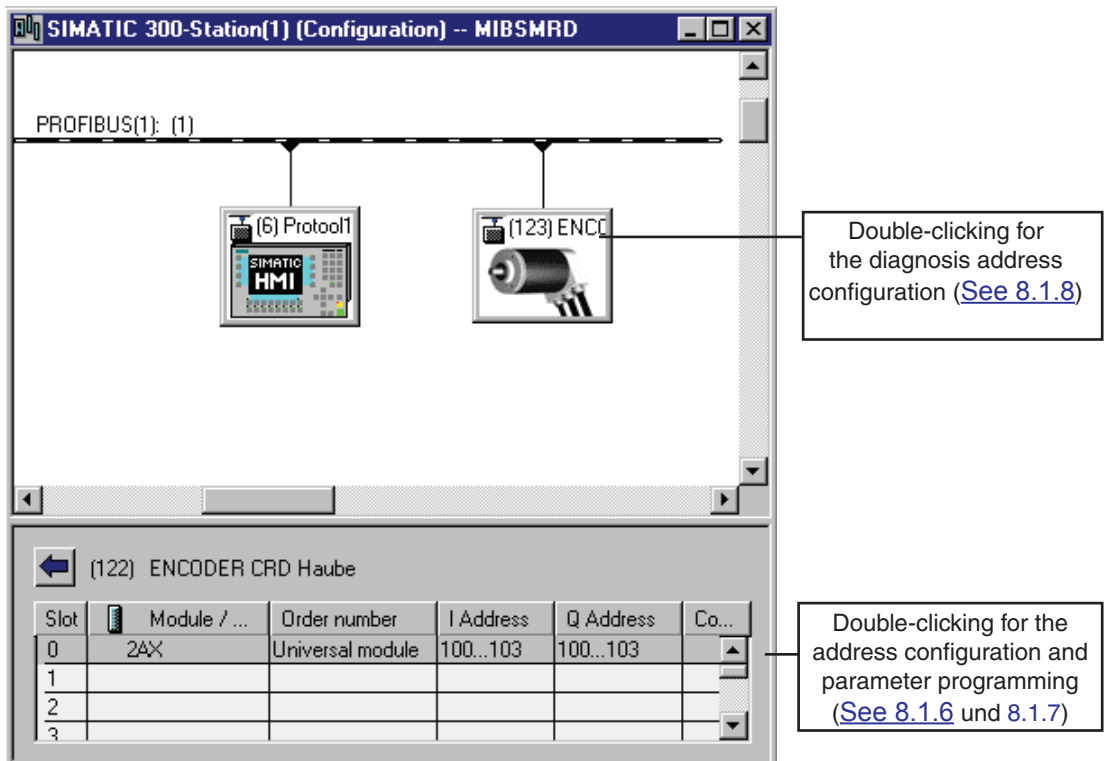 SIMATIC 300-Station(1) (Configuration) -- MIBSMRD
PROFIBUS(1): (1)
(6) Protool1
SIMATIC
HMI
(123) ENCO
Double-clicking for
the diagnosis address
configuration (See 8.1.8)
(122) ENCODER CRD Haube
Slot Module / ... Order number I Address Q Address Co...
0 2AX Universal module 100...103 100...103
1
2
3
Double-clicking for the
address configuration and
parameter programming
(See 8.1.6 und 8.1.7)